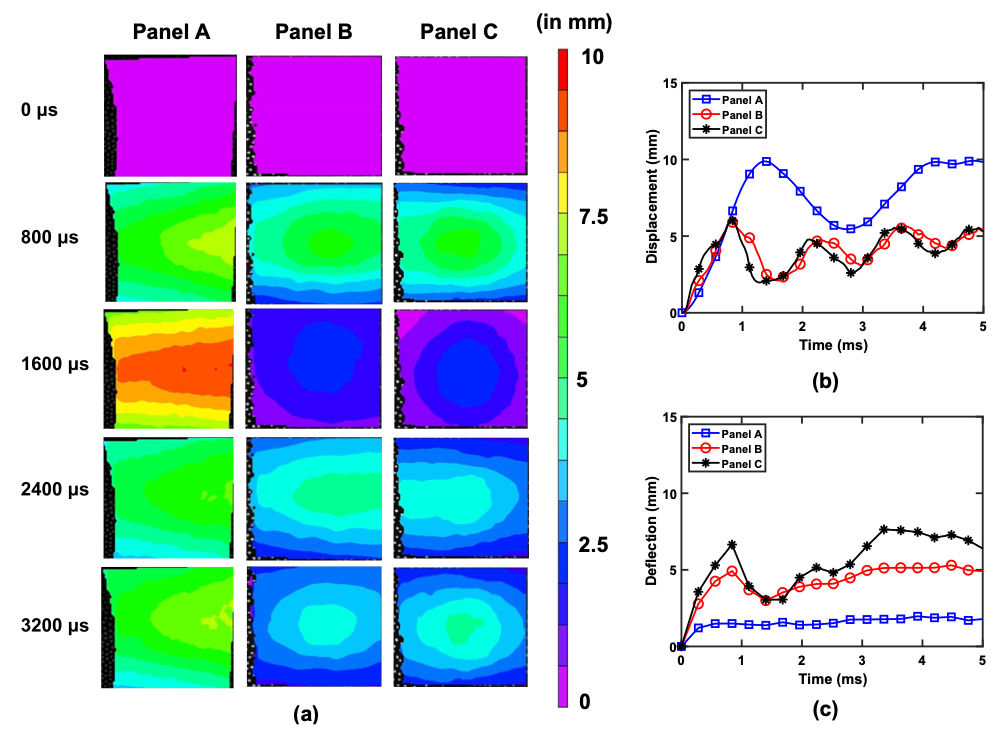 Panel A
Panel B
Panel C
(in mm)
10
7.5
5
2.5
0
0 µs
800 µs
1600 µs
2400 µs
3200 µs
(a)
15
10
5
0
Displacement (mm)
Panel A
Panel B
Panel C
0
1
2
3
4
5
Time (ms)
(b)
15
10
5
0
Deflection (mm)
Panel A
Panel B
Panel C
0
1
2
3
4
5
Time (ms)
(c)